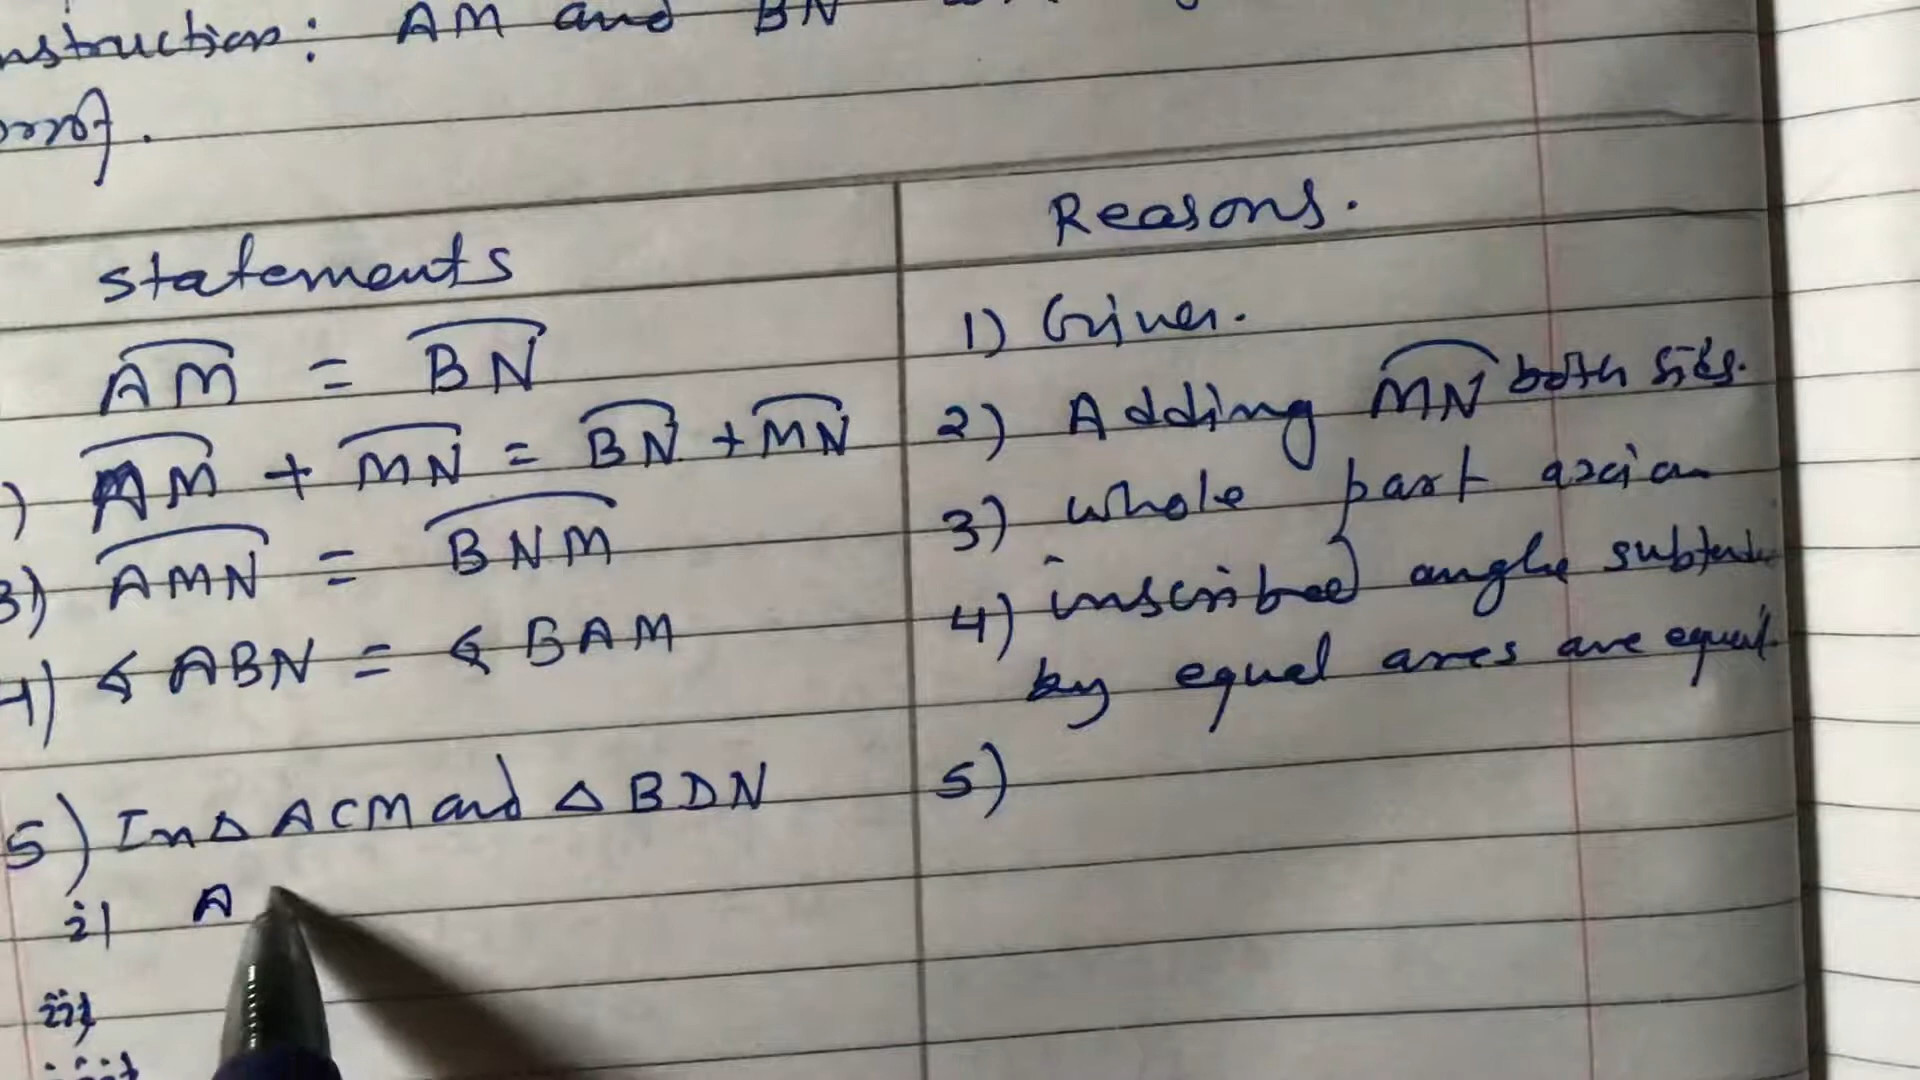 nstruction: AM and BN
statements
Reasons.
AM = BN
1) Given.
) AM + MN = BN + MN
2) Adding MN both sides.
3) AMN = BNM
3) whole part axiom
4) ∢ ABN = ∢ BAM
4) inscribed angle subtended
by equal arcs are equal.
5) In Δ ACM and Δ BDN
5)
i) A
ii)
iii)